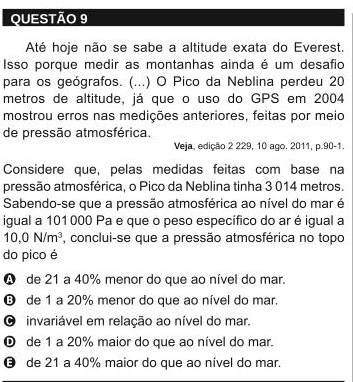 QUESTÃO 9
Até hoje não se sabe a altitude exata do Everest.
Isso porque medir as montanhas ainda é um desafio
para os geógrafos. (...) O Pico da Neblina perdeu 20
metros de altitude, já que o uso do GPS em 2004
mostrou erros nas medições anteriores, feitas por meio
de pressão atmosférica.
Veja, edição 2 229, 10 ago. 2011, p.90-1.
Considere que, pelas medidas feitas com base na
pressão atmosférica, o Pico da Neblina tinha 3 014 metros.
Sabendo-se que a pressão atmosférica ao nível do mar é
igual a 101 000 Pa e que o peso específico do ar é igual a
10,0 N/m³, conclui-se que a pressão atmosférica no topo
do pico é
A de 21 a 40% menor do que ao nível do mar.
B de 1 a 20% menor do que ao nível do mar.
C invariável em relação ao nível do mar.
D de 1 a 20% maior do que ao nível do mar.
E de 21 a 40% maior do que ao nível do mar.